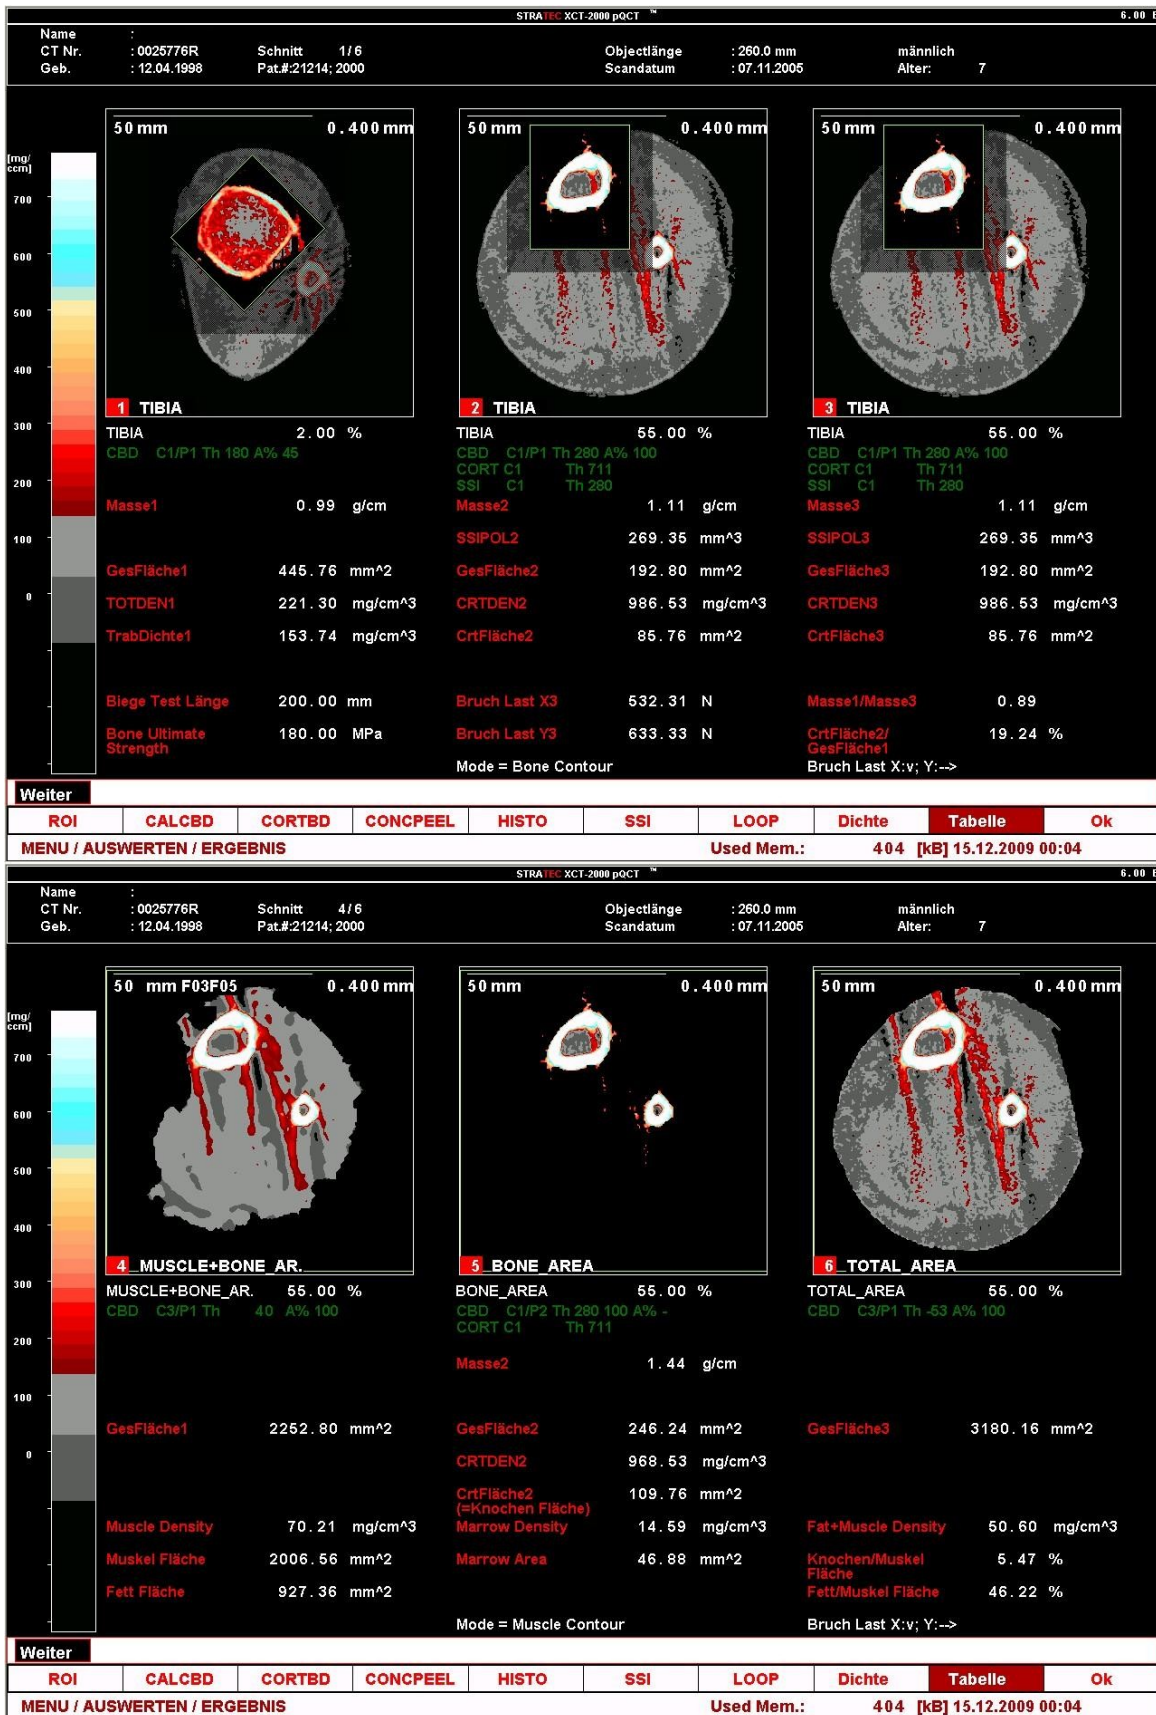 STRATEC XCT-2000 pQCT ™ 6.00
Name :
CT Nr. : 0025776R Schnitt 1/6 Objectlänge : 260.0 mm männlich
Geb. : 12.04.1998 Pat.#:21214; 2000 Scandatum : 07.11.2005 Alter: 7
50 mm 0.400 mm 50 mm 0.400 mm 50 mm 0.400 mm
[mg/
ccm]
700
600
500
400
300
200
100
0
1 TIBIA 2 TIBIA 3 TIBIA
TIBIA 2.00 % TIBIA 55.00 % TIBIA 55.00 %
CBD C1/P1 Th 180 A% 45 CBD C1/P1 Th 280 A% 100 CBD C1/P1 Th 280 A% 100
CORT C1 Th 711 CORT C1 Th 711
SSI C1 Th 280 SSI C1 Th 280
Masse1 0.99 g/cm Masse2 1.11 g/cm Masse3 1.11 g/cm
SSIPOL2 269.35 mm^3 SSIPOL3 269.35 mm^3
GesFläche1 445.76 mm^2 GesFläche2 192.80 mm^2 GesFläche3 192.80 mm^2
TOTDEN1 221.30 mg/cm^3 CRTDEN2 986.53 mg/cm^3 CRTDEN3 986.53 mg/cm^3
TrabDichte1 153.74 mg/cm^3 CrtFläche2 85.76 mm^2 CrtFläche3 85.76 mm^2
Biege Test Länge 200.00 mm Bruch Last X3 532.31 N Masse1/Masse3 0.89
Bone Ultimate Strength 180.00 MPa Bruch Last Y3 633.33 N CrtFläche2/ GesFläche1 19.24 %
Mode = Bone Contour Bruch Last X:v; Y:-->
Weiter
ROI CALCBD CORTBD CONCPEEL HISTO SSI LOOP Dichte Tabelle Ok
MENU / AUSWERTEN / ERGEBNIS Used Mem.: 404 [kB] 15.12.2009 00:04
STRATEC XCT-2000 pQCT ™ 6.00
Name :
CT Nr. : 0025776R Schnitt 4/6 Objectlänge : 260.0 mm männlich
Geb. : 12.04.1998 Pat.#:21214; 2000 Scandatum : 07.11.2005 Alter: 7
50 mm F03F05 0.400 mm 50 mm 0.400 mm 50 mm 0.400 mm
[mg/
ccm]
700
600
500
400
300
200
100
0
4 MUSCLE+BONE_AR. 5 BONE_AREA 6 TOTAL_AREA
MUSCLE+BONE_AR. 55.00 % BONE_AREA 55.00 % TOTAL_AREA 55.00 %
CBD C3/P1 Th 40 A% 100 CBD C1/P2 Th 280 100 A% - CBD C3/P1 Th -53 A% 100
CORT C1 Th 711
Masse2 1.44 g/cm
GesFläche1 2252.80 mm^2 GesFläche2 246.24 mm^2 GesFläche3 3180.16 mm^2
CRTDEN2 968.53 mg/cm^3
CrtFläche2 109.76 mm^2
(=Knochen Fläche)
Muscle Density 70.21 mg/cm^3 Marrow Density 14.59 mg/cm^3 Fat+Muscle Density 50.60 mg/cm^3
Muskel Fläche 2006.56 mm^2 Marrow Area 46.88 mm^2 Knochen/Muskel Fläche 5.47 %
Fett Fläche 927.36 mm^2 Fett/Muskel Fläche 46.22 %
Mode = Muscle Contour Bruch Last X:v; Y:-->
Weiter
ROI CALCBD CORTBD CONCPEEL HISTO SSI LOOP Dichte Tabelle Ok
MENU / AUSWERTEN / ERGEBNIS Used Mem.: 404 [kB] 15.12.2009 00:04